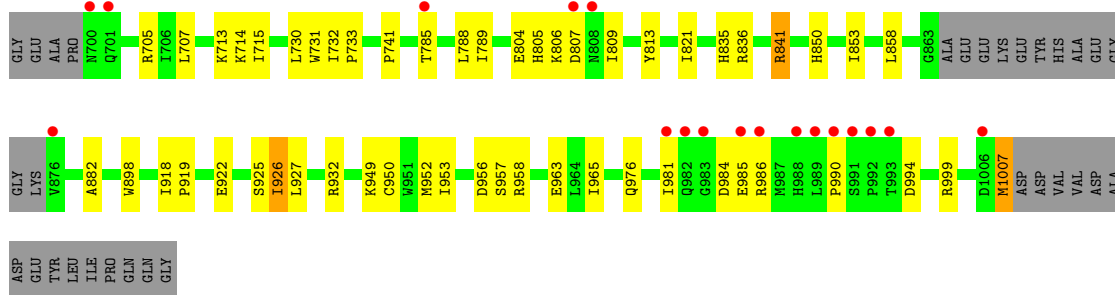 GLY GLU ALA PRO N700 Q701 R705 I706 L707 K713 K714 I715 L730 W731 I732 P733 P741 T785 L788 I789 E804 H805 K806 D807 N808 I809 Y813 I821 H835 R836 R841 H850 I853 L858 G863 ALA GLU GLU LYS GLU TYR HIS ALA GLU GLY
GLY LYS V876 A882 W898 I918 P919 E922 S925 I926 L927 R932 K949 C950 W951 M952 I953 D956 S957 R958 E963 L964 I965 Q976 I981 Q982 G983 D984 E985 R986 M987 H988 L989 P990 S991 P992 T993 D994 R999 D1006 M1007 ASP ASP VAL VAL ASP ALA
ASP GLU TYR LEU ILE PRO GLN GLN GLY